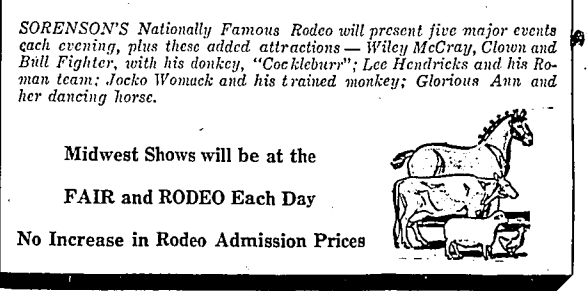 SORENSON'S Nationally Famous Rodeo will present five major events
each evening, plus these added attractions — Wiley McCray, Clown and
Bull Fighter, with his donkey, "Cockleburr"; Lee Hendricks and his Ro-
man team; Jocko Womack and his trained monkey; Glorious Ann and
her dancing horse.
Midwest Shows will be at the
FAIR and RODEO Each Day
No Increase in Rodeo Admission Prices